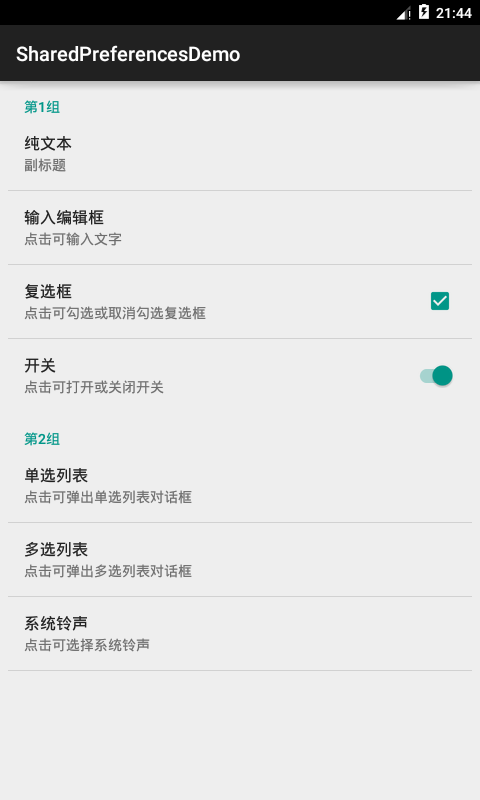 21:44
SharedPreferencesDemo
第1组
纯文本
副标题
输入编辑框
点击可输入文字
复选框
点击可勾选或取消勾选复选框
开关
点击可打开或关闭开关
第2组
单选列表
点击可弹出单选列表对话框
多选列表
点击可弹出多选列表对话框
系统铃声
点击可选择系统铃声